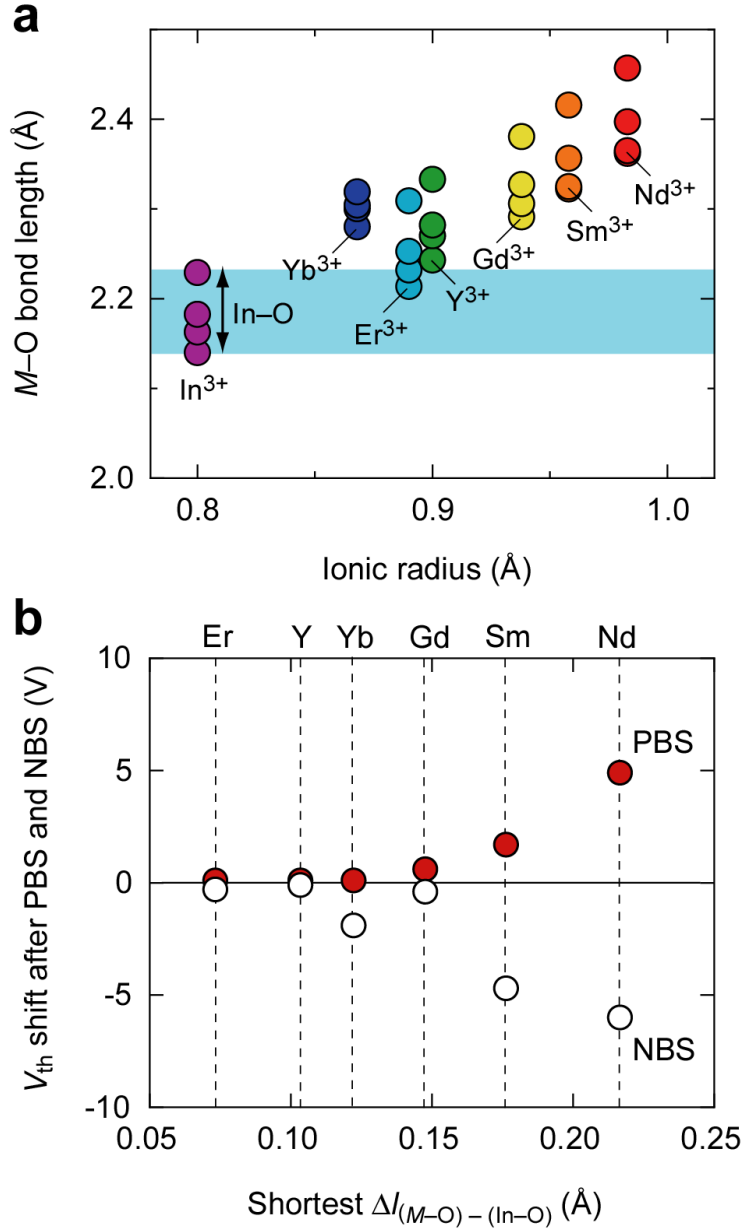 a
M–O bond length (Å)
2.4
2.2
2.0
In3+
In–O
Yb3+
Er3+
Y3+
Gd3+
Sm3+
Nd3+
0.8 0.9 1.0
Ionic radius (Å)
b
Er Y Yb Gd Sm Nd
Vth shift after PBS and NBS (V)
10
5
0
-5
-10
PBS
NBS
0.05 0.10 0.15 0.20 0.25
Shortest Δl(M–O) – (In–O) (Å)